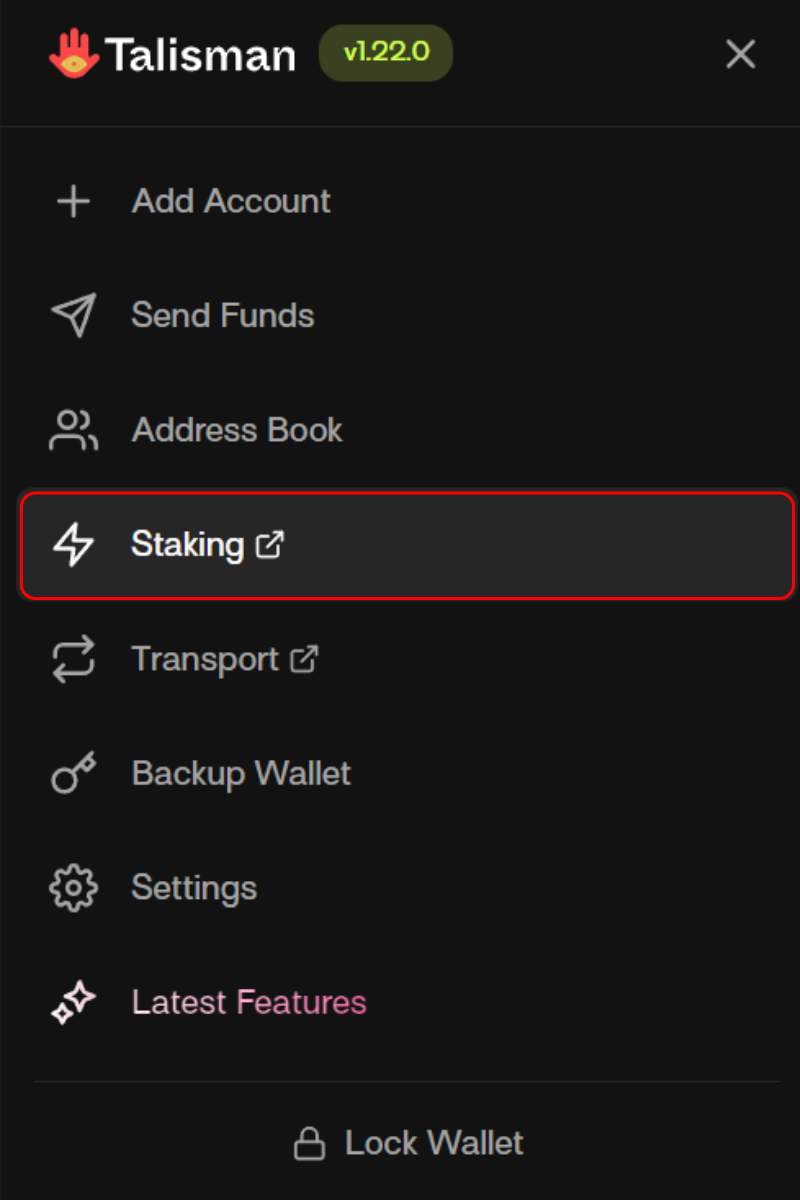 Talisman v1.22.0
Add Account
Send Funds
Address Book
Staking
Transport
Backup Wallet
Settings
Latest Features
Lock Wallet